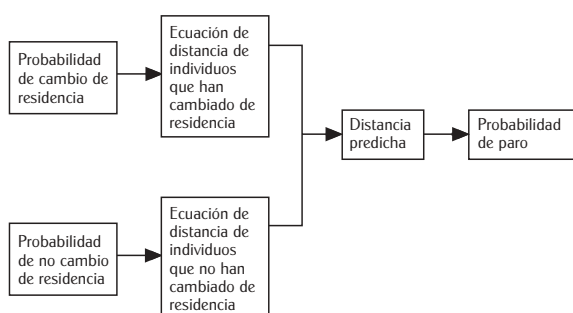 Probabilidad
de cambio de
residencia
Ecuación de
distancia de
individuos
que han
cambiado de
residencia
Distancia
predicha
Probabilidad
de paro
Probabilidad
de no cambio
de residencia
Ecuación de
distancia de
individuos
que no han
cambiado de
residencia